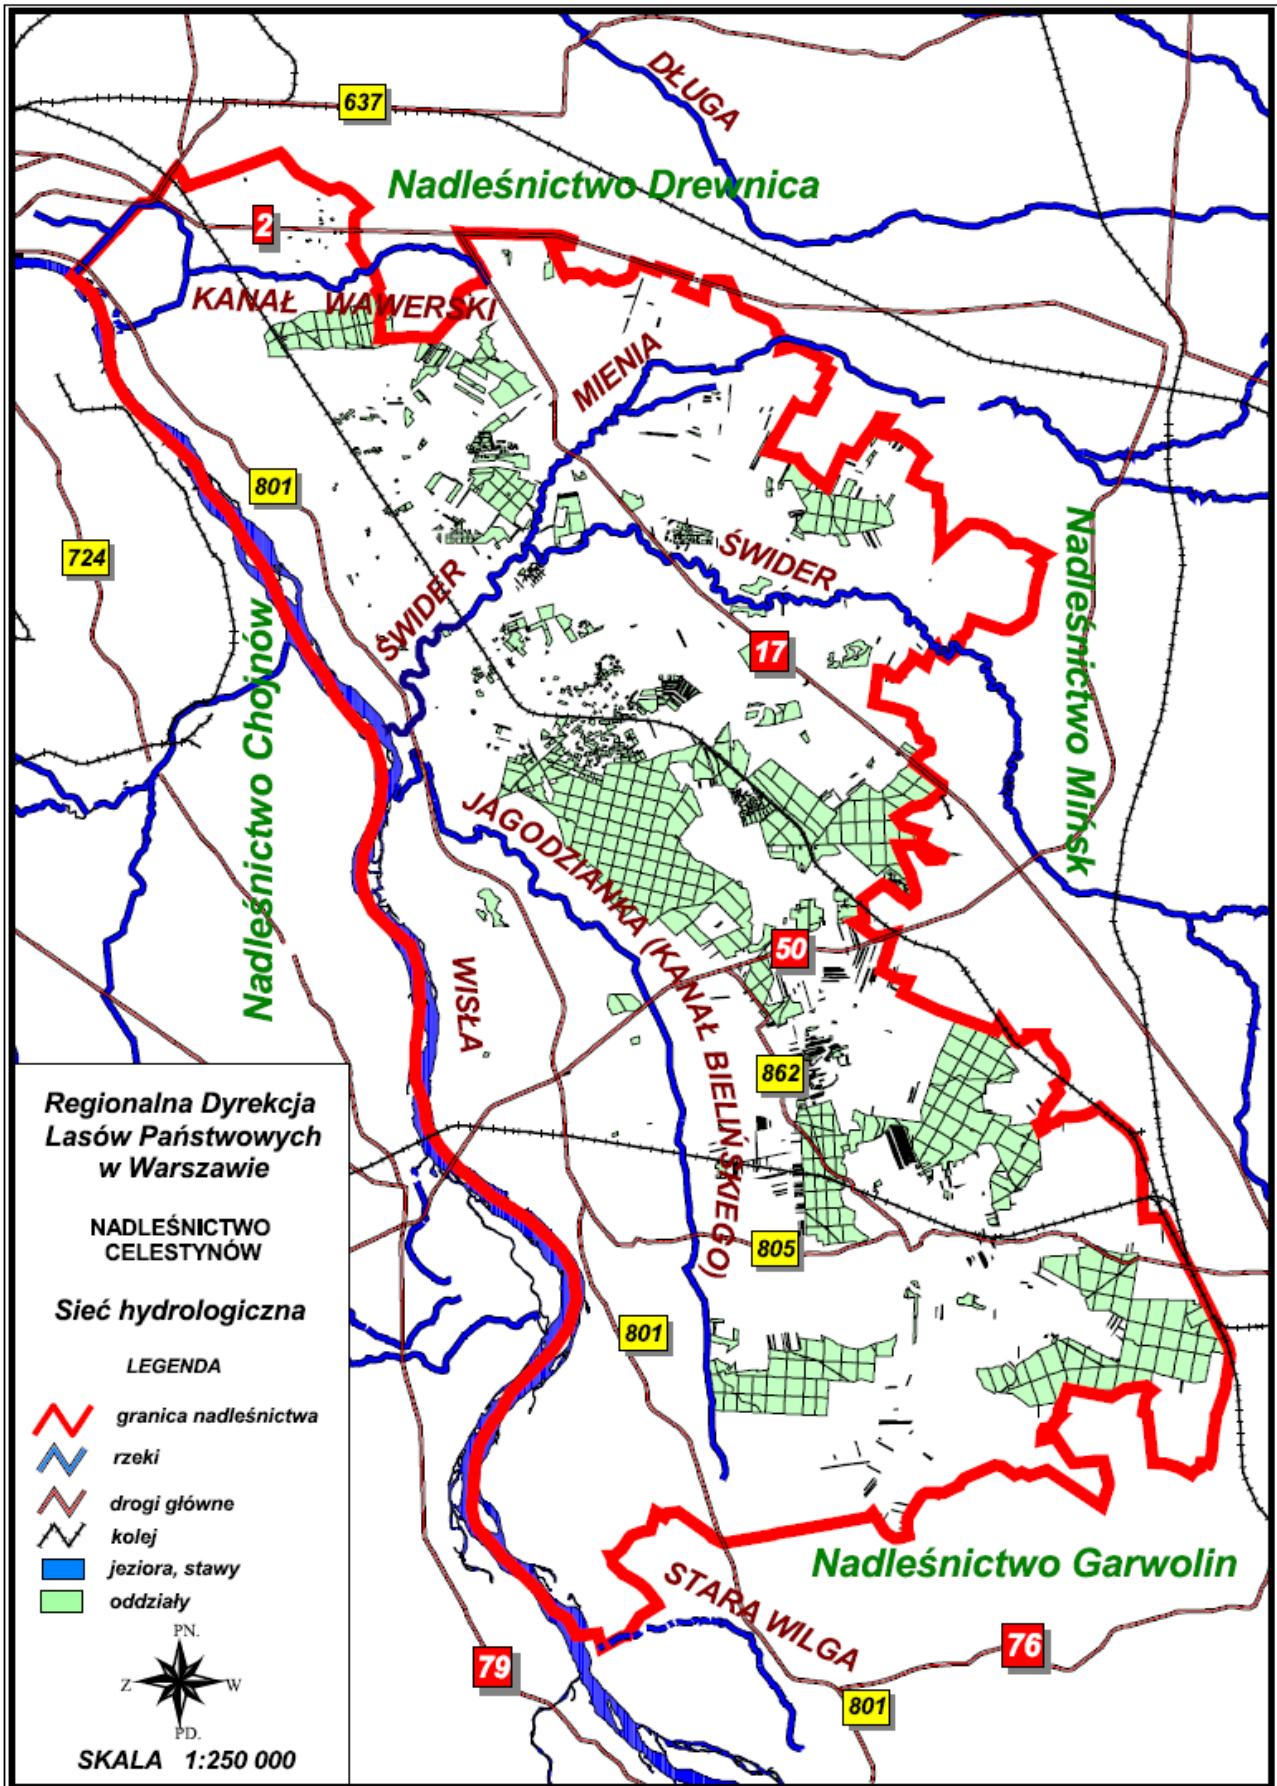 DŁUGA
637
Nadleśnictwo Drewnica
2
KANAŁ WAWERSKI
MIENIA
801
724
ŚWIDER
ŚWIDER
Nadleśnictwo Mińsk
17
Nadleśnictwo Chojnów
JAGODZIANKA (KANAŁ BIELIŃSKIEGO)
50
WISŁA
862
805
801
Nadleśnictwo Garwolin
STARA WILGA
76
79
801
Regionalna Dyrekcja
Lasów Państwowych
w Warszawie
NADLEŚNICTWO
CELESTYNÓW
Sieć hydrologiczna
LEGENDA
granica nadleśnictwa
rzeki
drogi główne
kolej
jeziora, stawy
oddziały
PN.
Z W
PD.
SKALA 1:250 000